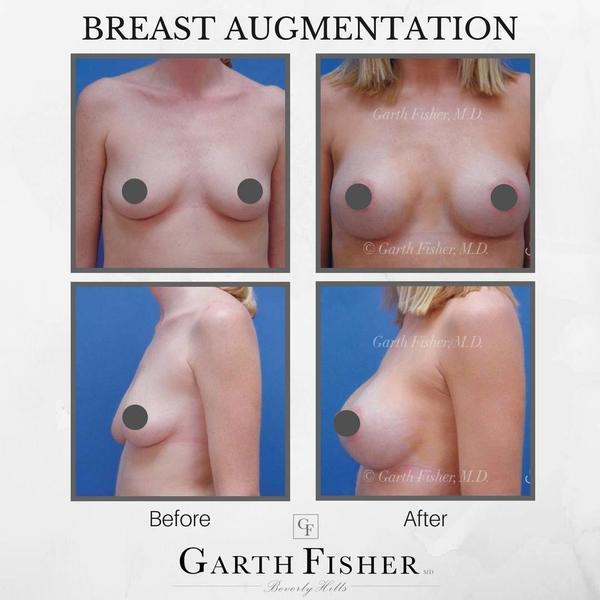 BREAST AUGMENTATION
Garth Fisher, M.D.
© Garth Fisher, M.D.
Garth Fisher, M.D.
© Garth Fisher, M.D.
Before
After
GF
GARTH FISHER MD
Beverly Hills